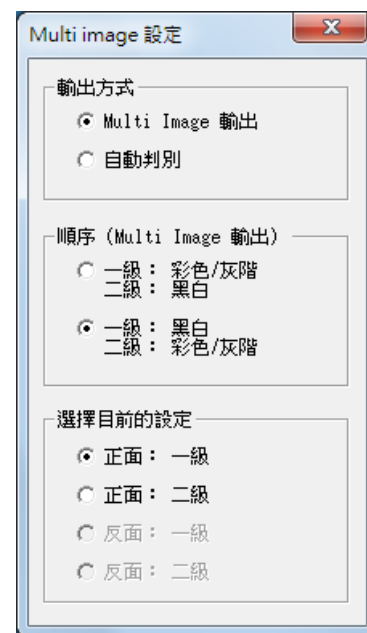 Multi image 設定
輸出方式
Multi Image 輸出
自動判別
順序 (Multi Image 輸出)
一級： 彩色/灰階
二級： 黑白
一級： 黑白
二級： 彩色/灰階
選擇目前的設定
正面： 一級
正面： 二級
反面： 一級
反面： 二級